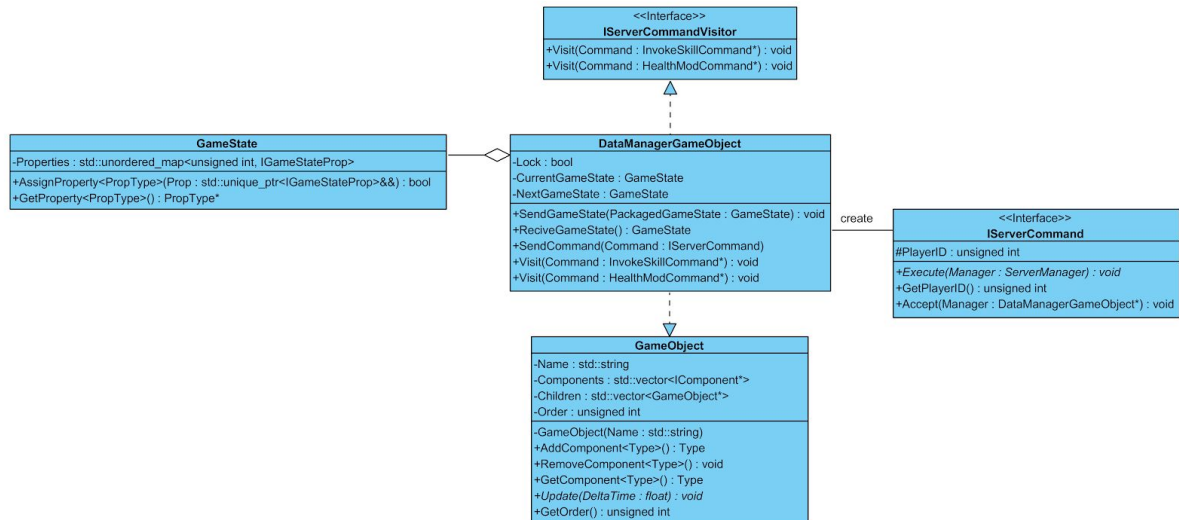 <<Interface>>
IServerCommandVisitor
+Visit(Command : InvokeSkillCommand*) : void
+Visit(Command : HealthModCommand*) : void
GameState
-Properties : std::unordered_map<unsigned int, IGameStateProp>
+AssignProperty<PropType>(Prop : std::unique_ptr<IGameStateProp>&&) : bool
+GetProperty<PropType>() : PropType*
DataManagerGameObject
-Lock : bool
-CurrentGameState : GameState
-NextGameState : GameState
+SendGameState(PackagedGameState : GameState) : void
+ReciveGameState() : GameState
+SendCommand(Command : IServerCommand)
+Visit(Command : InvokeSkillCommand*) : void
+Visit(Command : HealthModCommand*) : void
create
<<Interface>>
IServerCommand
#PlayerID : unsigned int
+Execute(Manager : ServerManager) : void
+GetPlayerID() : unsigned int
+Accept(Manager : DataManagerGameObject*) : void
GameObject
-Name : std::string
-Components : std::vector<IComponent*>
-Children : std::vector<GameObject*>
-Order : unsigned int
-GameObject(Name : std::string)
+AddComponent<Type>() : Type
+RemoveComponent<Type>() : void
+GetComponent<Type>() : Type
+Update(DeltaTime : float) : void
+GetOrder() : unsigned int